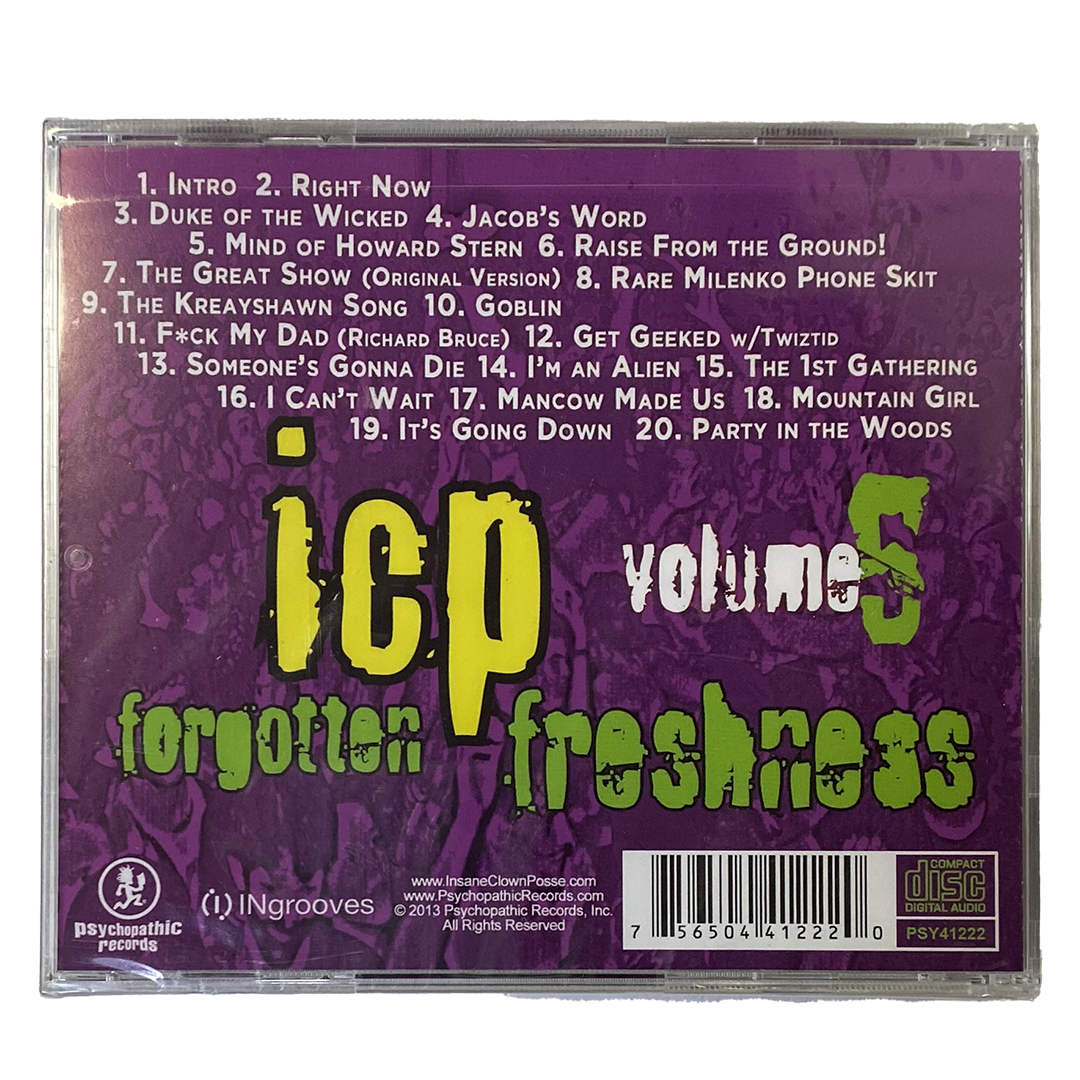 1. Intro 2. Right Now
3. Duke of the Wicked 4. Jacob's Word
5. Mind of Howard Stern 6. Raise From the Ground!
7. The Great Show (Original Version) 8. Rare Milenko Phone Skit
9. The Kreayshawn Song 10. Goblin
11. F*ck My Dad (Richard Bruce) 12. Get Geeked w/Twiztid
13. Someone's Gonna Die 14. I'm an Alien 15. The 1st Gathering
16. I Can't Wait 17. Mancow Made Us 18. Mountain Girl
19. It's Going Down 20. Party in the Woods
icp
volume 5
forgotten freshness
psychopathic
records
INgrooves
www.InsaneClownPosse.com
www.PsychopathicRecords.com
© 2013 Psychopathic Records, Inc.
All Rights Reserved
7 56504 41222 0
COMPACT
disc
DIGITAL AUDIO
PSY41222